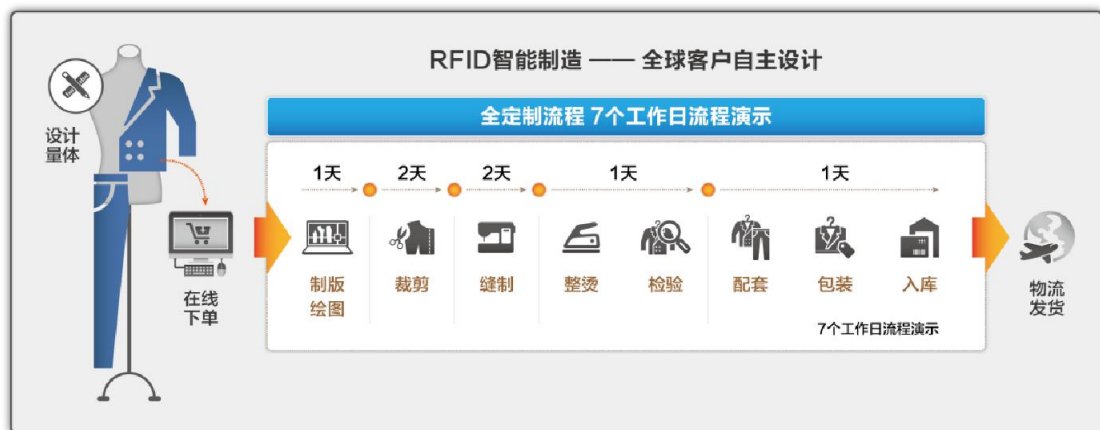 RFID智能制造 —— 全球客户自主设计
设计
量体
全定制流程 7个工作日流程演示
1天
2天
2天
1天
1天
在线
下单
制版
绘图
裁剪
缝制
整烫
检验
配套
包装
入库
7个工作日流程演示
物流
发货